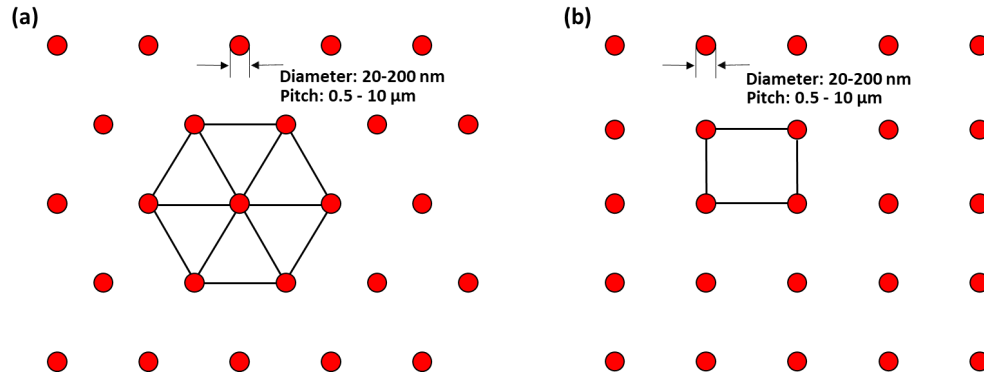 (a)
Diameter: 20-200 nm
Pitch: 0.5 - 10 µm
(b)
Diameter: 20-200 nm
Pitch: 0.5 - 10 µm